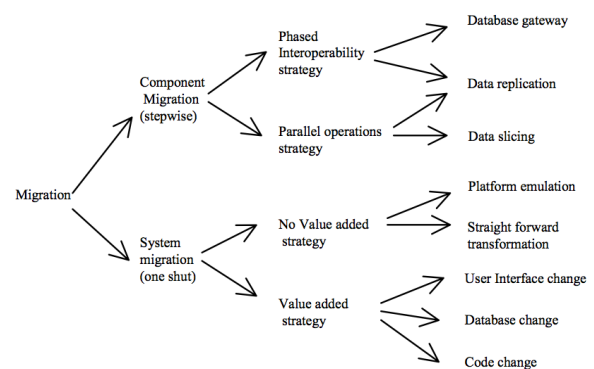 Database gateway
Phased
Interoperability
strategy
Component
Migration
(stepwise)
Data replication
Parallel operations
strategy
Data slicing
Migration
Platform emulation
No Value added
strategy
Straight forward
transformation
System
migration
(one shut)
User Interface change
Value added
strategy
Database change
Code change